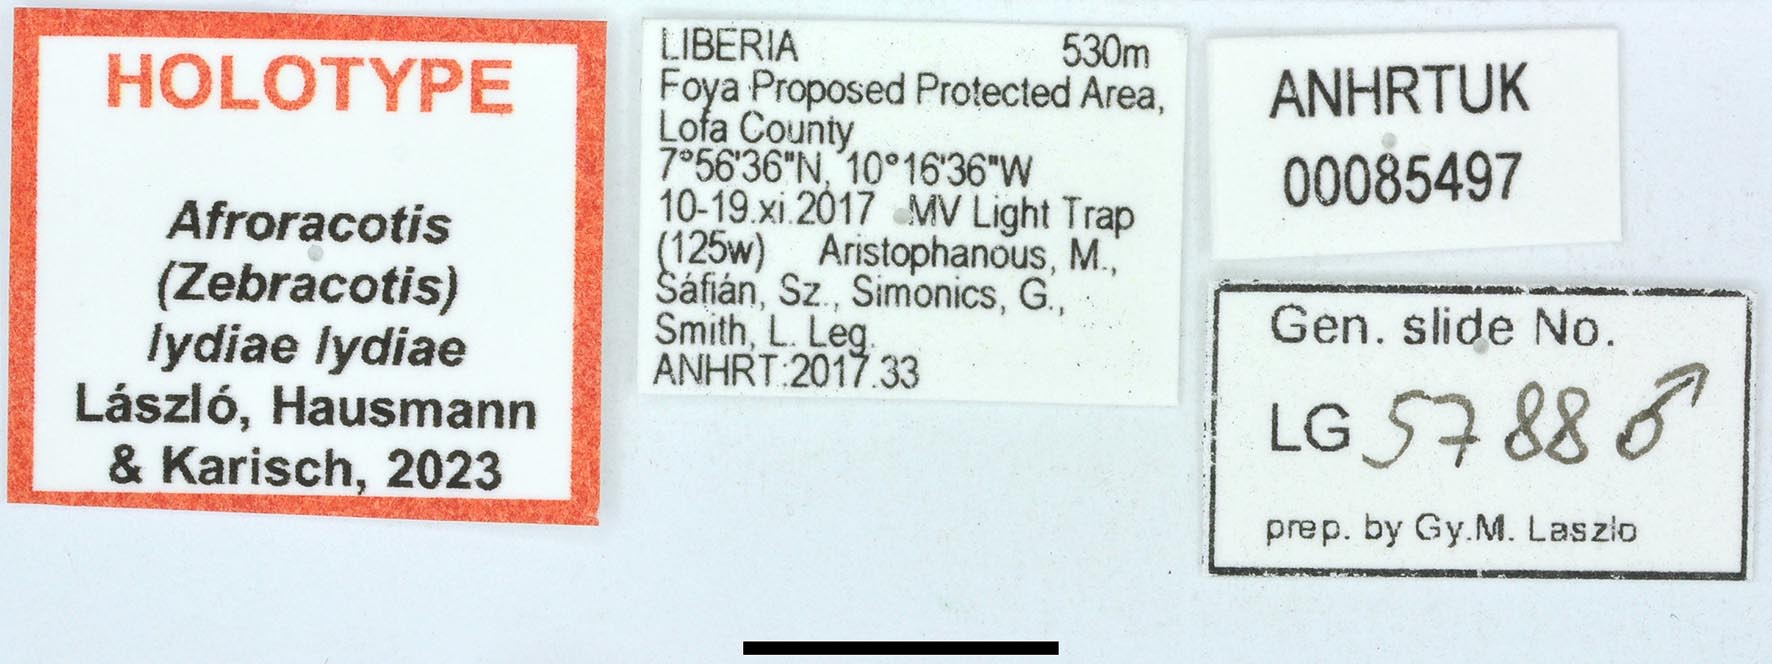 HOLOTYPE
Afroracotis
(Zebracotis)
lydiae lydiae
László, Hausmann
& Karisch, 2023
LIBERIA 530m
Foya Proposed Protected Area,
Lofa County
7°56'36"N, 10°16'36"W
10-19.xi.2017 MV Light Trap
(125w) Aristophanous, M.,
Sáfián, Sz., Simonics, G.,
Smith, L. Leg.
ANHRT:2017.33
ANHRTUK
00085497
Gen. slide No.
LG 5788 ♂
prep. by Gy.M. Laszlo